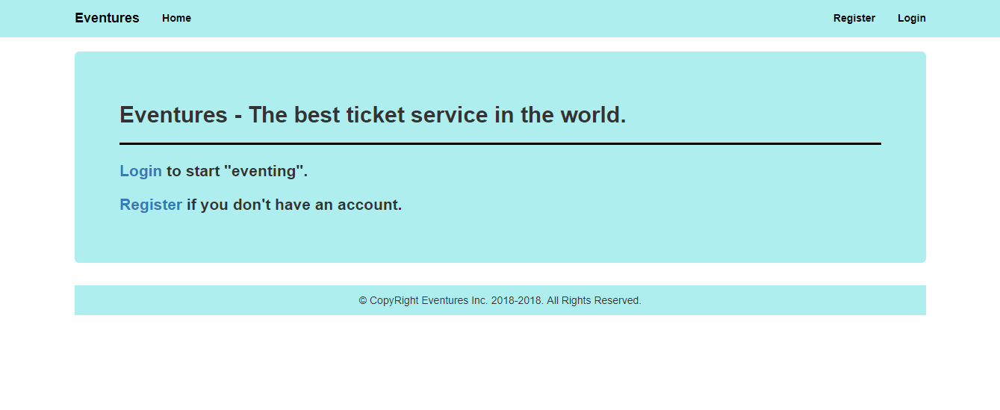 Eventures Home Register Login
Eventures - The best ticket service in the world.
Login to start "eventing".
Register if you don't have an account.
© CopyRight Eventures Inc. 2018-2018. All Rights Reserved.